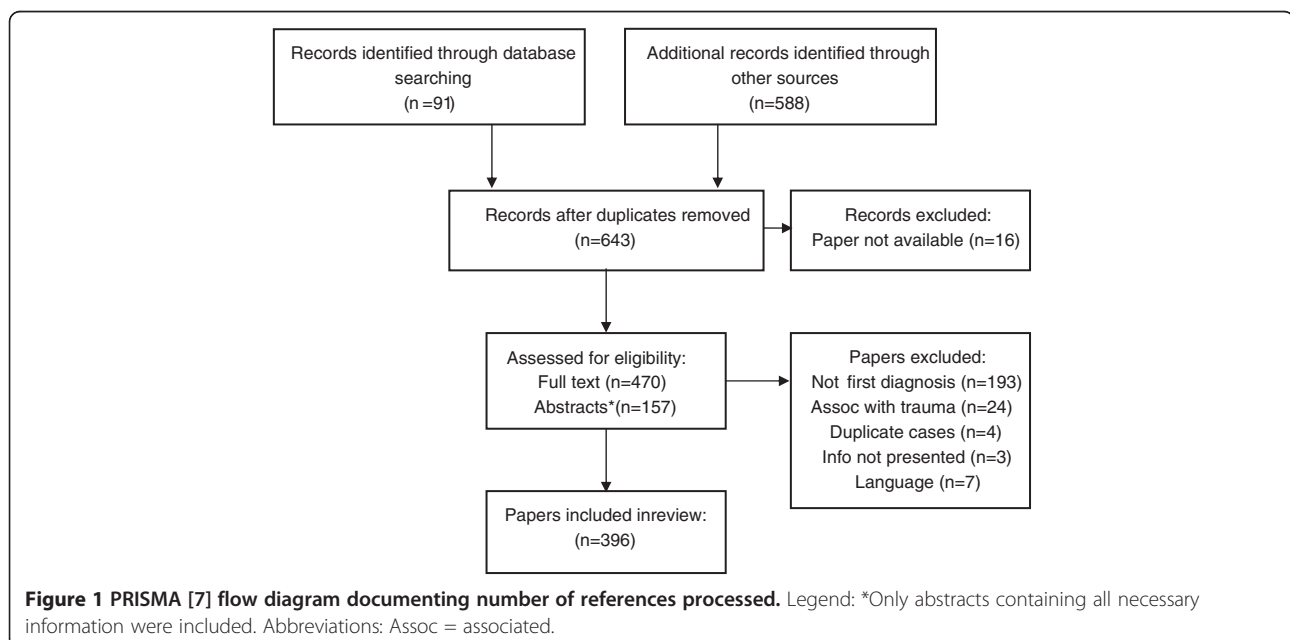 Records identified through database
searching
(n =91)
Additional records identified through
other sources
(n=588)
Records after duplicates removed
(n=643)
Records excluded:
Paper not available (n=16)
Assessed for eligibility:
Full text (n=470)
Abstracts*(n=157)
Papers excluded:
Not first diagnosis (n=193)
Assoc with trauma (n=24)
Duplicate cases (n=4)
Info not presented (n=3)
Language (n=7)
Papers included inreview:
(n=396)
Figure 1 PRISMA [7] flow diagram documenting number of references processed. Legend: *Only abstracts containing all necessary
information were included. Abbreviations: Assoc = associated.